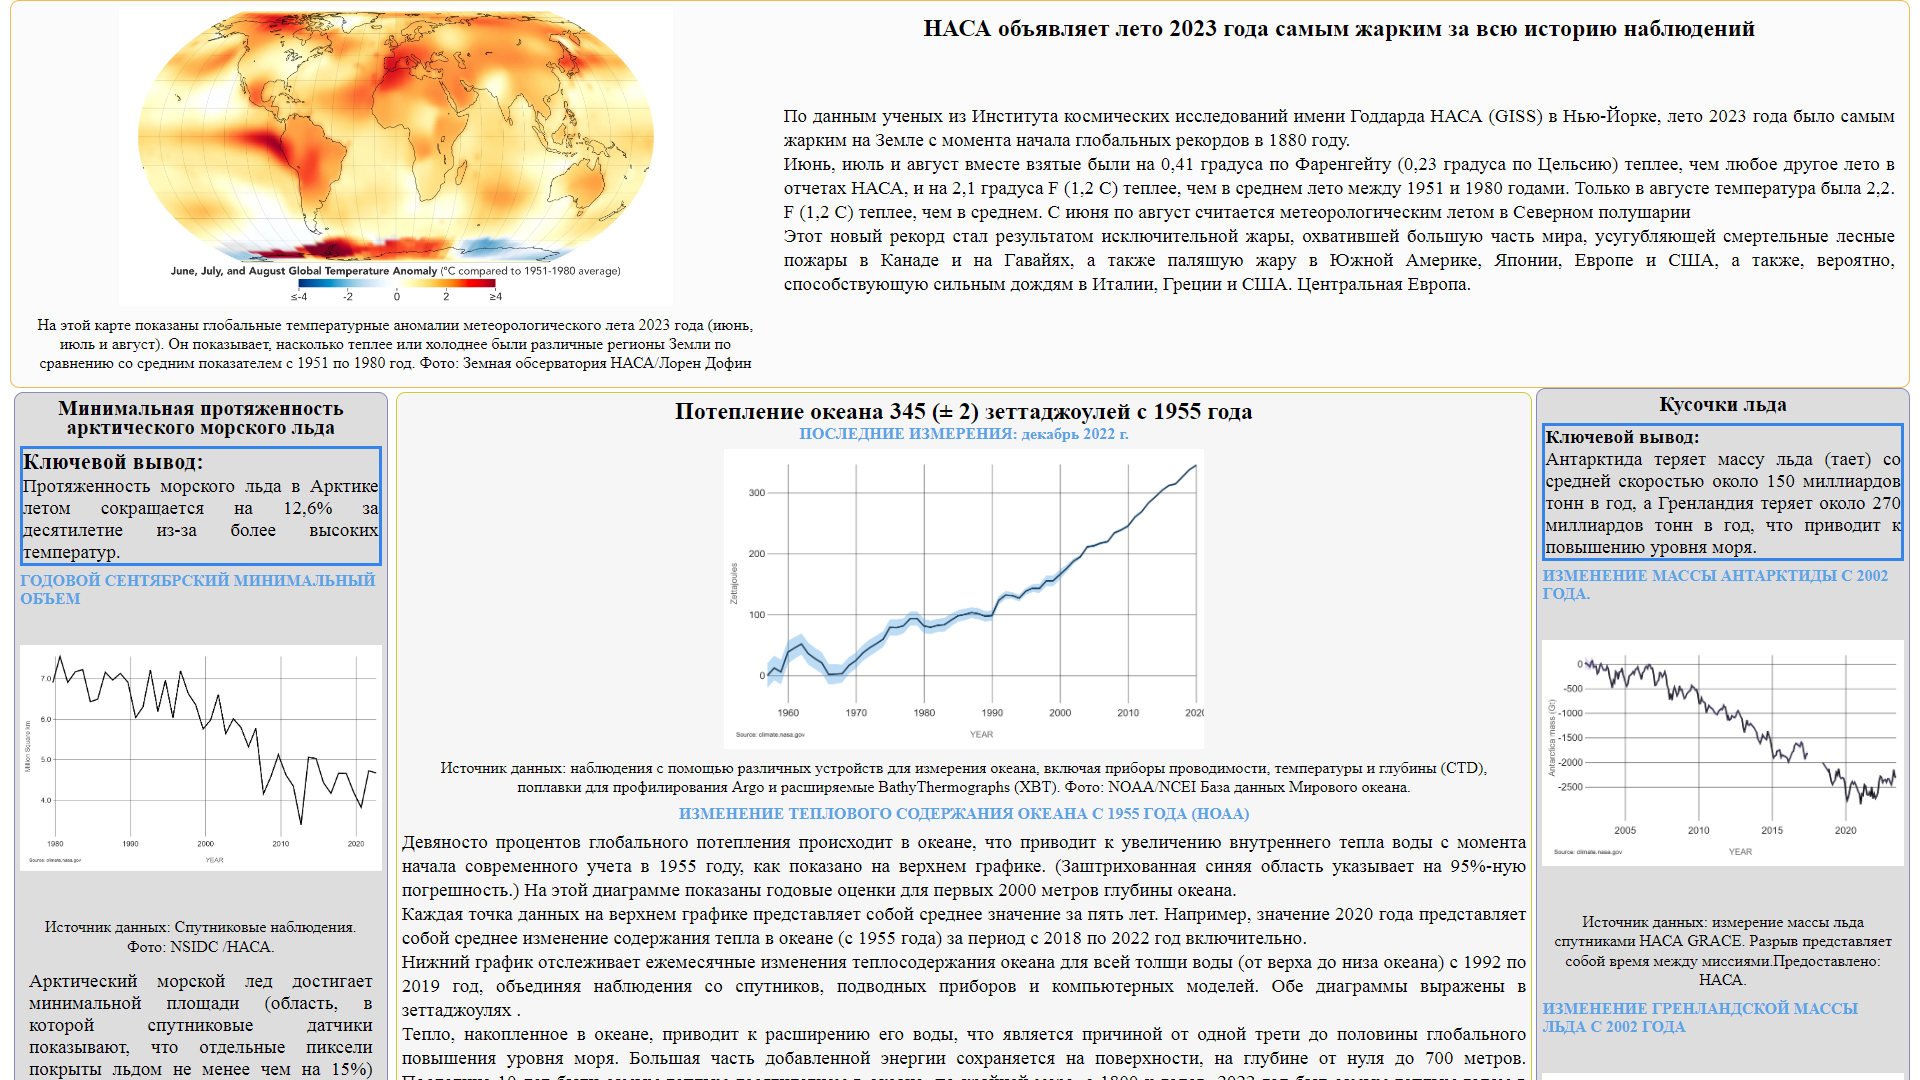 НАСА объявляет лето 2023 года самым жарким за всю историю наблюдений
June, July, and August Global Temperature Anomaly (°C compared to 1951-1980 average)
≤-4 -2 0 2 ≥4
На этой карте показаны глобальные температурные аномалии метеорологического лета 2023 года (июнь,
июль и август). Он показывает, насколько теплее или холоднее были различные регионы Земли по
сравнению со средним показателем с 1951 по 1980 год. Фото: Земная обсерватория НАСА/Лорен Дофин
По данным ученых из Института космических исследований имени Годдарда НАСА (GISS) в Нью-Йорке, лето 2023 года было самым
жарким на Земле с момента начала глобальных рекордов в 1880 году.
Июнь, июль и август вместе взятые были на 0,41 градуса по Фаренгейту (0,23 градуса по Цельсию) теплее, чем любое другое лето в
отчетах НАСА, и на 2,1 градуса F (1,2 C) теплее, чем в среднем лето между 1951 и 1980 годами. Только в августе температура была 2,2.
F (1,2 C) теплее, чем в среднем. С июня по август считается метеорологическим летом в Северном полушарии
Этот новый рекорд стал результатом исключительной жары, охватившей большую часть мира, усугубляющей смертельные лесные
пожары в Канаде и на Гавайях, а также палящую жару в Южной Америке, Японии, Европе и США, а также, вероятно,
способствующую сильным дождям в Италии, Греции и США. Центральная Европа.
Минимальная протяженность
арктического морского льда
Ключевой вывод:
Протяженность морского льда в Арктике
летом сокращается на 12,6% за
десятилетие из-за более высоких
температур.
ГОДОВОЙ СЕНТЯБРСКИЙ МИНИМАЛЬНЫЙ
ОБЪЕМ
Million Square km
7.0
6.0
5.0
4.0
1980 1990 2000 2010 2020
Source: climate.nasa.gov YEAR
Источник данных: Спутниковые наблюдения.
Фото: NSIDC /НАСА.
Арктический морской лед достигает
минимальной площади (область, в
которой спутниковые датчики
показывают, что отдельные пиксели
покрыты льдом не менее чем на 15%)
Потепление океана 345 (± 2) зеттаджоулей с 1955 года
ПОСЛЕДНИЕ ИЗМЕРЕНИЯ: декабрь 2022 г.
Zettajoules
300
200
100
0
1960 1970 1980 1990 2000 2010 2020
Source: climate.nasa.gov YEAR
Источник данных: наблюдения с помощью различных устройств для измерения океана, включая приборы проводимости, температуры и глубины (CTD),
поплавки для профилирования Argo и расширяемые BathyThermographs (XBT). Фото: NOAA/NCEI База данных Мирового океана.
ИЗМЕНЕНИЕ ТЕПЛОВОГО СОДЕРЖАНИЯ ОКЕАНА С 1955 ГОДА (НОАА)
Девяносто процентов глобального потепления происходит в океане, что приводит к увеличению внутреннего тепла воды с момента
начала современного учета в 1955 году, как показано на верхнем графике. (Заштрихованная синяя область указывает на 95%-ную
погрешность.) На этой диаграмме показаны годовые оценки для первых 2000 метров глубины океана.
Каждая точка данных на верхнем графике представляет собой среднее значение за пять лет. Например, значение 2020 года представляет
собой среднее изменение содержания тепла в океане (с 1955 года) за период с 2018 по 2022 год включительно.
Нижний график отслеживает ежемесячные изменения теплосодержания океана для всей толщи воды (от верха до низа океана) с 1992 по
2019 год, объединяя наблюдения со спутников, подводных приборов и компьютерных моделей. Обе диаграммы выражены в
зеттаджоулях .
Тепло, накопленное в океане, приводит к расширению его воды, что является причиной от одной трети до половины глобального
повышения уровня моря. Большая часть добавленной энергии сохраняется на поверхности, на глубине от нуля до 700 метров.
Кусочки льда
Ключевой вывод:
Антарктида теряет массу льда (тает) со
средней скоростью около 150 миллиардов
тонн в год, а Гренландия теряет около 270
миллиардов тонн в год, что приводит к
повышению уровня моря.
ИЗМЕНЕНИЕ МАССЫ АНТАРКТИДЫ С 2002
ГОДА.
Antarctica mass (Gt)
0
-500
-1000
-1500
-2000
-2500
2005 2010 2015 2020
Source: climate.nasa.gov YEAR
Источник данных: измерение массы льда
спутниками НАСА GRACE. Разрыв представляет
собой время между миссиями.Предоставлено:
НАСА.
ИЗМЕНЕНИЕ ГРЕНЛАНДСКОЙ МАССЫ
ЛЬДА С 2002 ГОДА